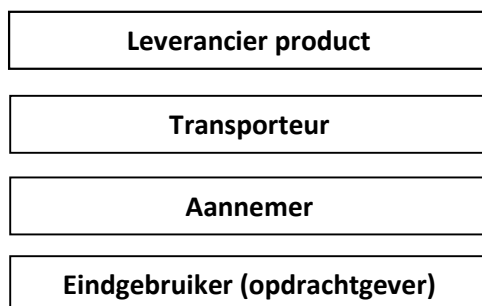 Leverancier product
Transporteur
Aannemer
Eindgebruiker (opdrachtgever)